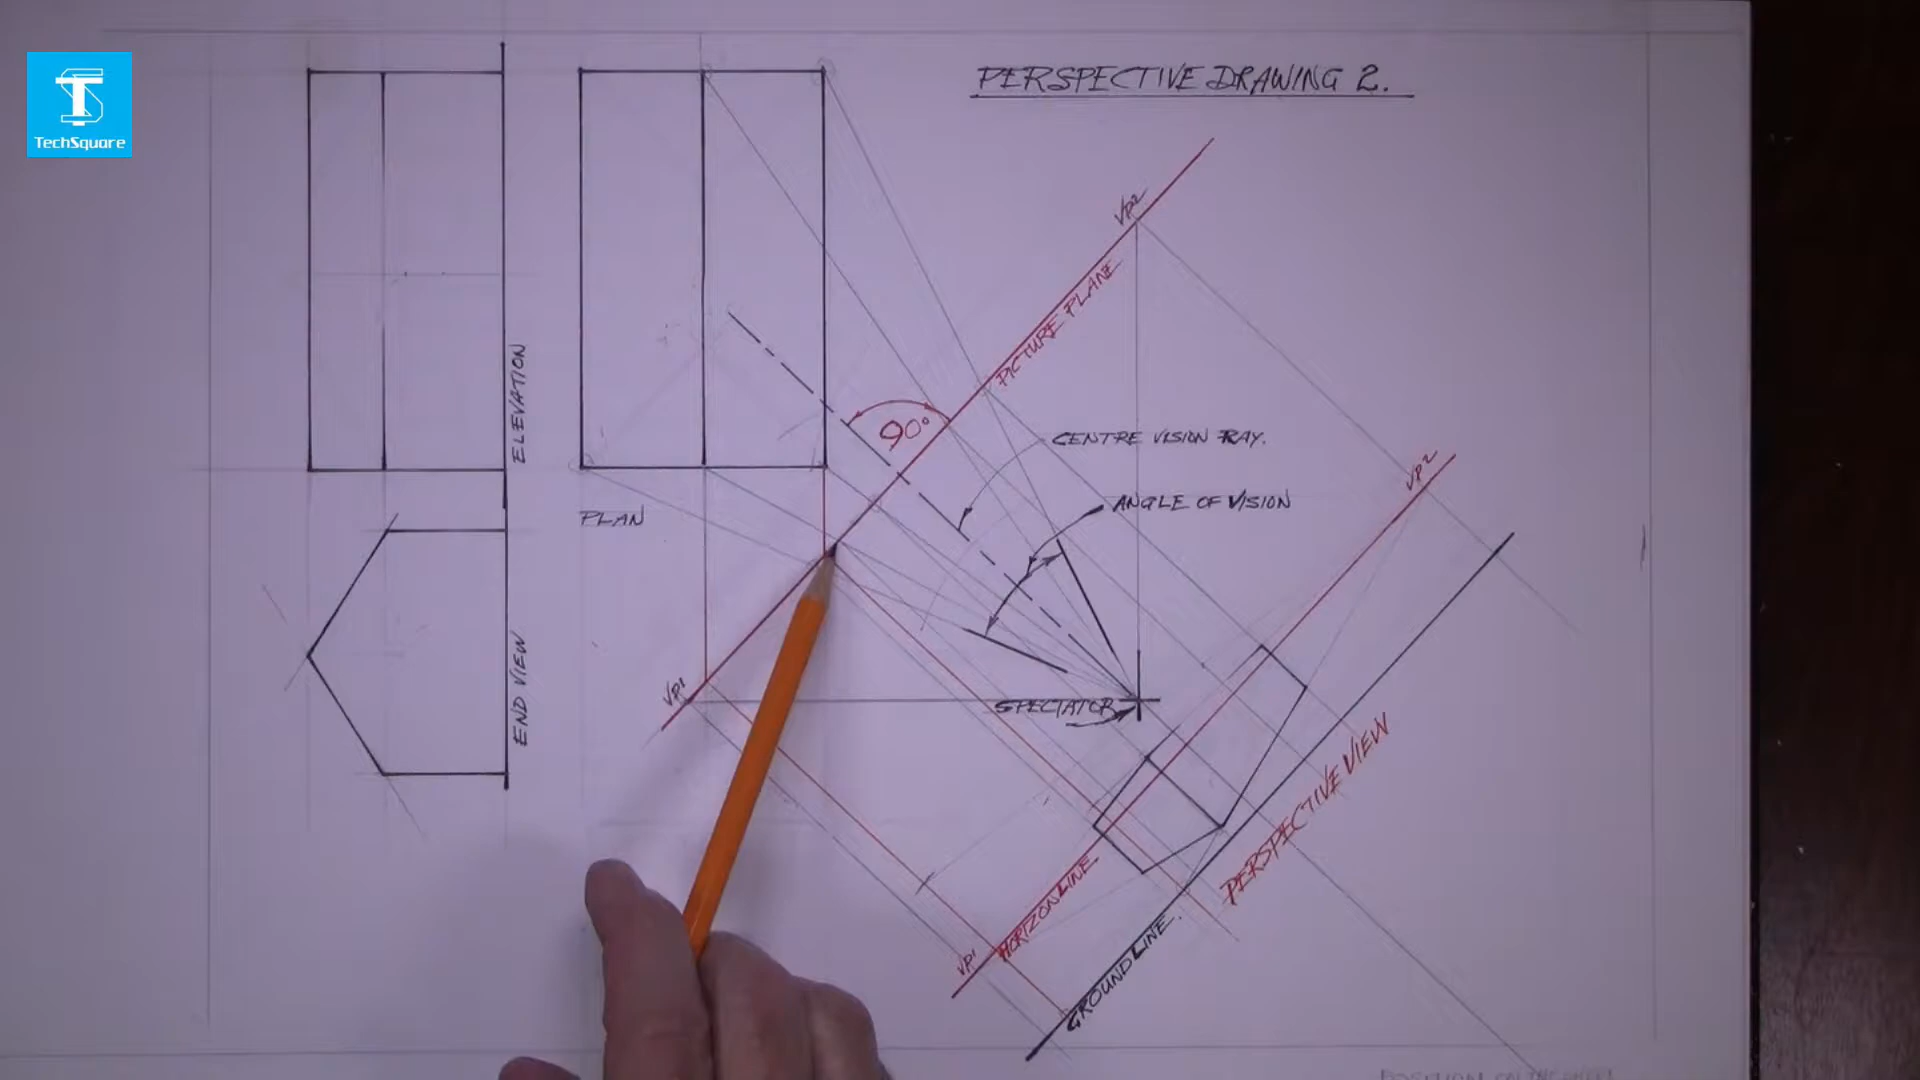 TechSquare
PERSPECTIVE DRAWING 2.
VP2
PICTURE PLANE
90°
CENTRE VISION RAY.
ANGLE OF VISION
ELEVATION
PLAN
VP2
END VIEW
VP1
SPECTATOR
PERSPECTIVE VIEW
HORIZON LINE
VP1
GROUND LINE.